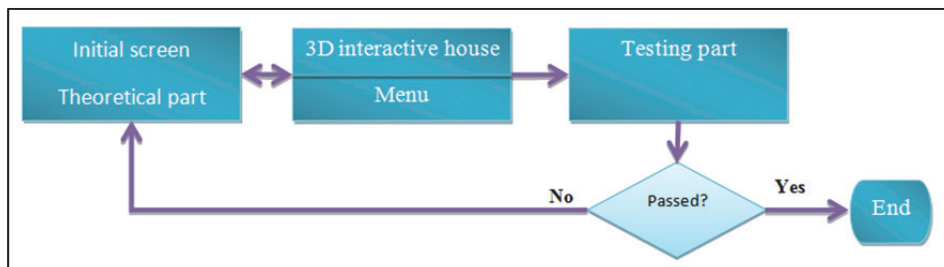 Initial screen
Theoretical part
3D interactive house
Menu
Testing part
Passed?
No
Yes
End